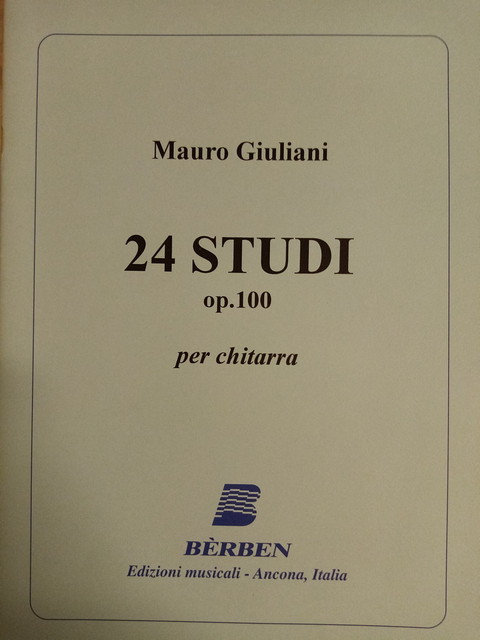 Mauro Giuliani
24 STUDI
op.100
per chitarra
BÈRBEN
Edizioni musicali - Ancona, Italia